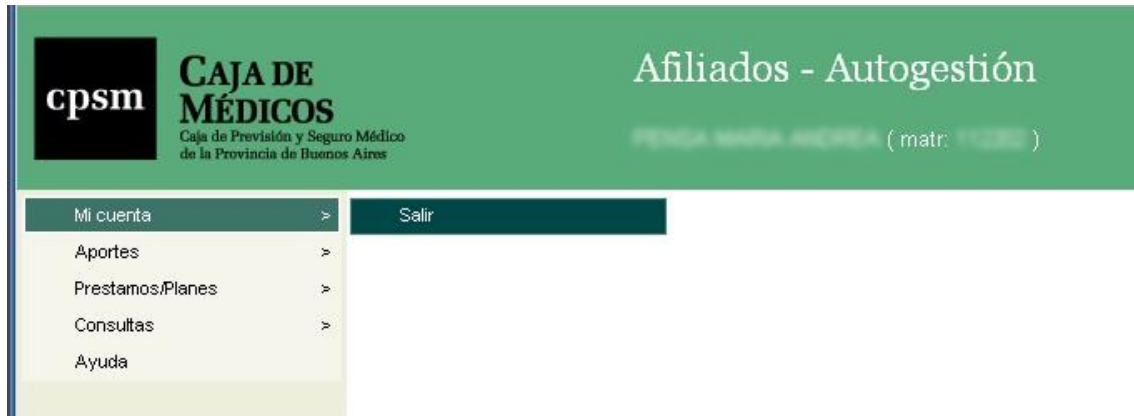 cpsm
CAJA DE
MÉDICOS
Caja de Previsión y Seguro Médico
de la Provincia de Buenos Aires
Afiliados - Autogestión
( matr: )
Mi cuenta >
Salir
Aportes >
Prestamos/Planes >
Consultas >
Ayuda